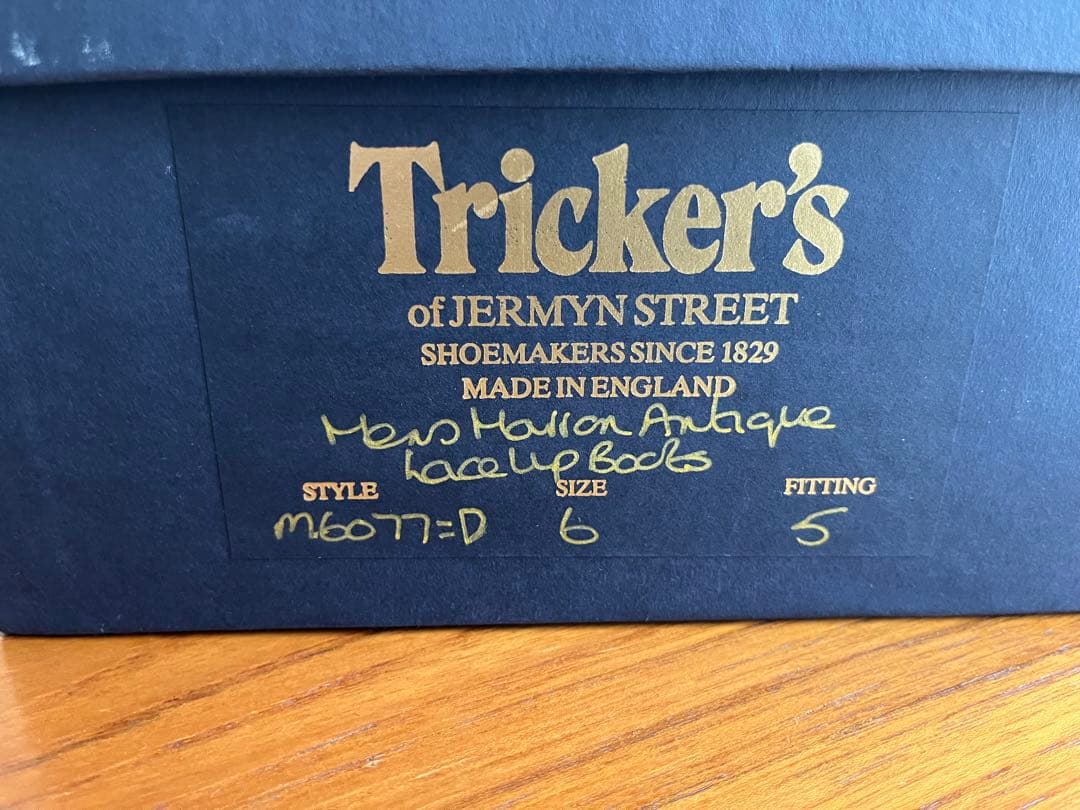 Tricker's
of JERMYN STREET
SHOEMAKERS SINCE 1829
MADE IN ENGLAND
Mens Marron Antique
Lace Up Boots
STYLE SIZE FITTING
M6077=D 6 5